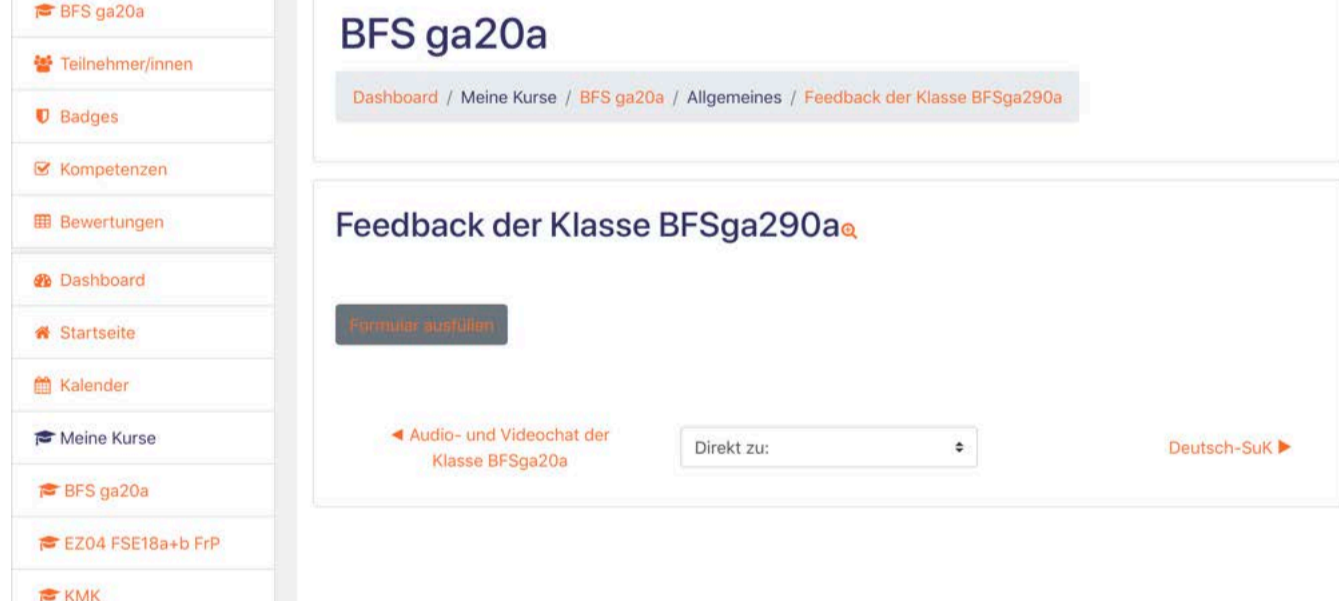 BFS ga20a
Teilnehmer/innen
Badges
Kompetenzen
Bewertungen
Dashboard
Startseite
Kalender
Meine Kurse
BFS ga20a
EZ04 FSE18a+b FrP
KMK
BFS ga20a
Dashboard / Meine Kurse / BFS ga20a / Allgemeines / Feedback der Klasse BFSga290a
Feedback der Klasse BFSga290a
Formular ausfüllen
◀ Audio- und Videochat der
Klasse BFSga20a
Direkt zu:
Deutsch-SuK ▶